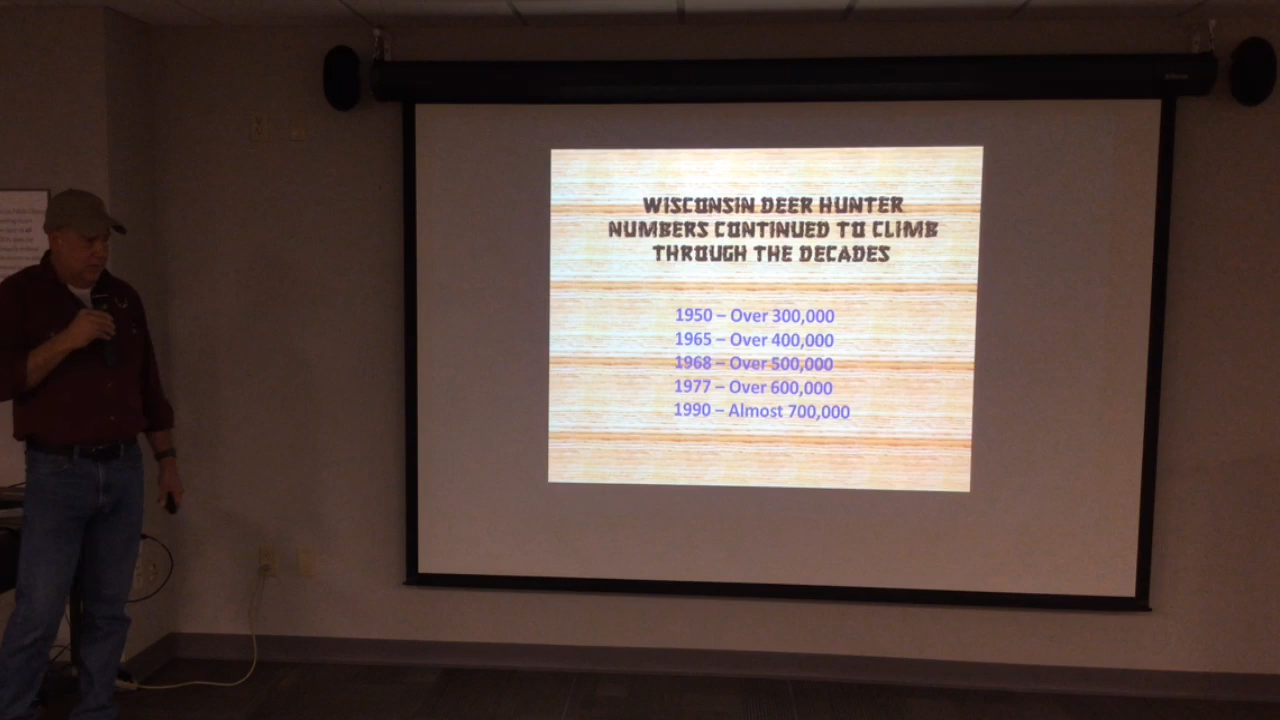 WISCONSIN DEER HUNTER
NUMBERS CONTINUED TO CLIMB
THROUGH THE DECADES
1950 – Over 300,000
1965 – Over 400,000
1968 – Over 500,000
1977 – Over 600,000
1990 – Almost 700,000